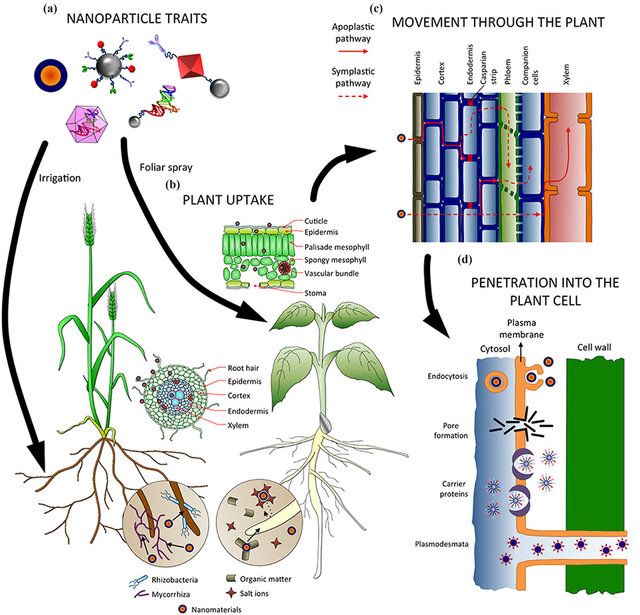 (a) NANOPARTICLE TRAITS
Irrigation
Foliar spray
(b)
PLANT UPTAKE
Cuticle
Epidermis
Palisade mesophyll
Spongy mesophyll
Vascular bundle
Stoma
Root hair
Epidermis
Cortex
Endodermis
Xylem
Rhizobacteria
Mycorrhiza
Organic matter
Salt ions
Nanomaterials
(c)
MOVEMENT THROUGH THE PLANT
Apoplastic
pathway
Symplastic
pathway
Epidermis
Cortex
Endodermis
Casparian
strip
Phloem
Companion
cells
Xylem
(d)
PENETRATION INTO THE
PLANT CELL
Plasma
membrane
Cytosol
Cell wall
Endocytosis
Pore
formation
Carrier
proteins
Plasmodesmata